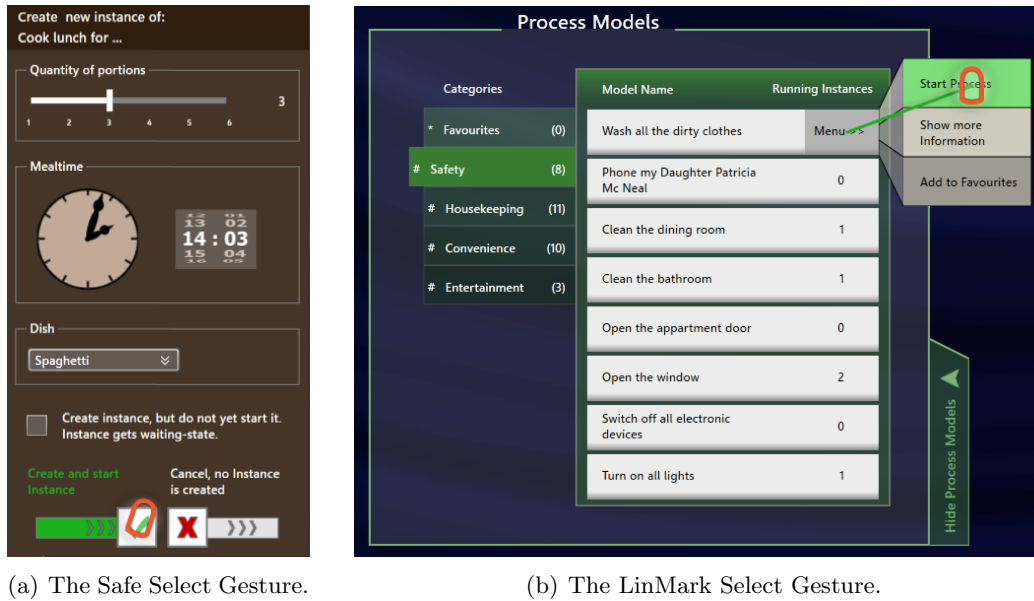 Create new instance of:
Cook lunch for ...
Quantity of portions
3
1 2 3 4 5 6
Mealtime
12 01
13 02
14 : 03
15 04
16 05
Dish
Spaghetti
Create instance, but do not yet start it.
Instance gets waiting-state.
Create and start
Instance
Cancel, no Instance
is created
X
(a) The Safe Select Gesture.
Process Models
Categories
* Favourites (0)
# Safety (8)
# Housekeeping (11)
# Convenience (10)
# Entertainment (3)
Model Name Running Instances
Wash all the dirty clothes Menu >>
Phone my Daughter Patricia
Mc Neal 0
Clean the dining room 1
Clean the bathroom 1
Open the appartment door 0
Open the window 2
Switch off all electronic
devices 0
Turn on all lights 1
Start Process
Show more
Information
Add to Favourites
Hide Process Models
(b) The LinMark Select Gesture.